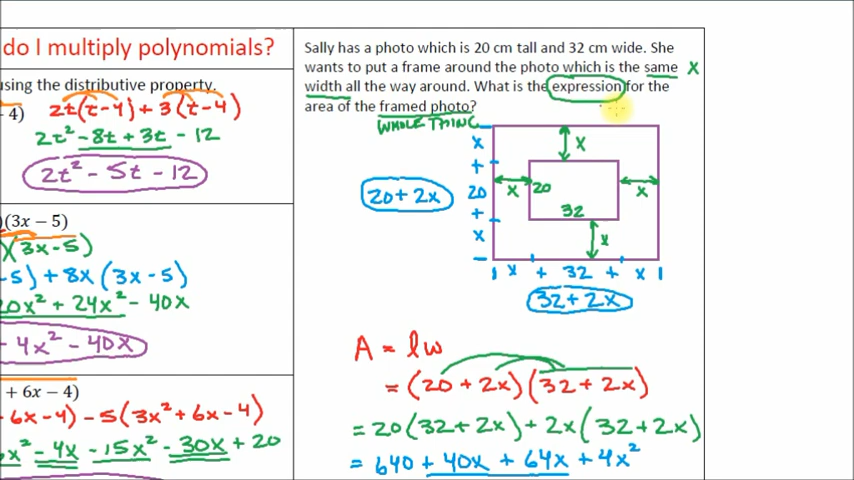 do I multiply polynomials?
using the distributive property.
4)
2t(t-4) + 3(t-4)
2t² - 8t + 3t - 12
2t² - 5t - 12
)(3x − 5)
)(3x-5)
-5) + 8x (3x-5)
20x² + 24x² - 40x
4x² - 40x
+ 6x − 4)
6x-4) - 5(3x² + 6x - 4)
- 4x - 15x² - 30x + 20
Sally has a photo which is 20 cm tall and 32 cm wide. She
wants to put a frame around the photo which is the same x
width all the way around. What is the expression for the
area of the framed photo?
WHOLE THING
x
+
20
+
x
20+2x
x
x
20
x
32
x
x + 32 + x
32+2x
A = lw
= (20 + 2x)(32 + 2x)
= 20(32 + 2x) + 2x(32 + 2x)
= 640 + 40x + 64x + 4x²